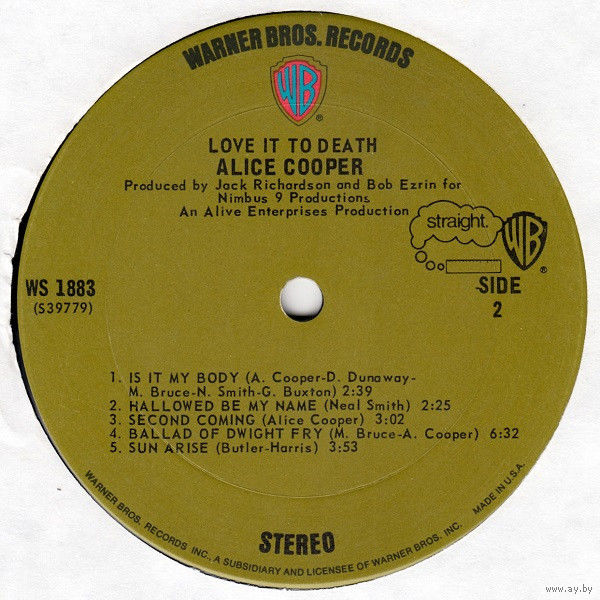 WARNER BROS. RECORDS
WB
®
LOVE IT TO DEATH
ALICE COOPER
Produced by Jack Richardson and Bob Ezrin for
Nimbus 9 Productions
An Alive Enterprises Production
straight.
WB
®
WS 1883
(S39779)
SIDE
2
1. IS IT MY BODY (A. Cooper-D. Dunaway-
M. Bruce-N. Smith-G. Buxton) 2:39
2. HALLOWED BE MY NAME (Neal Smith) 2:25
3. SECOND COMING (Alice Cooper) 3:02
4. BALLAD OF DWIGHT FRY (M. Bruce-A. Cooper) 6:32
5. SUN ARISE (Butler-Harris) 3:53
STEREO
WARNER BROS. RECORDS INC., A SUBSIDIARY AND LICENSEE OF WARNER BROS. INC.
MADE IN U.S.A.
www.ay.by